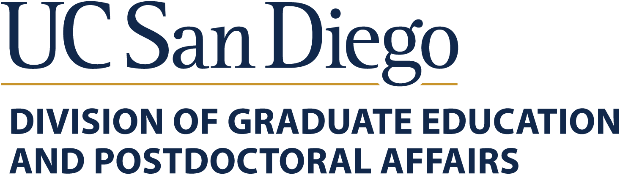 UC San Diego
DIVISION OF GRADUATE EDUCATION
AND POSTDOCTORAL AFFAIRS